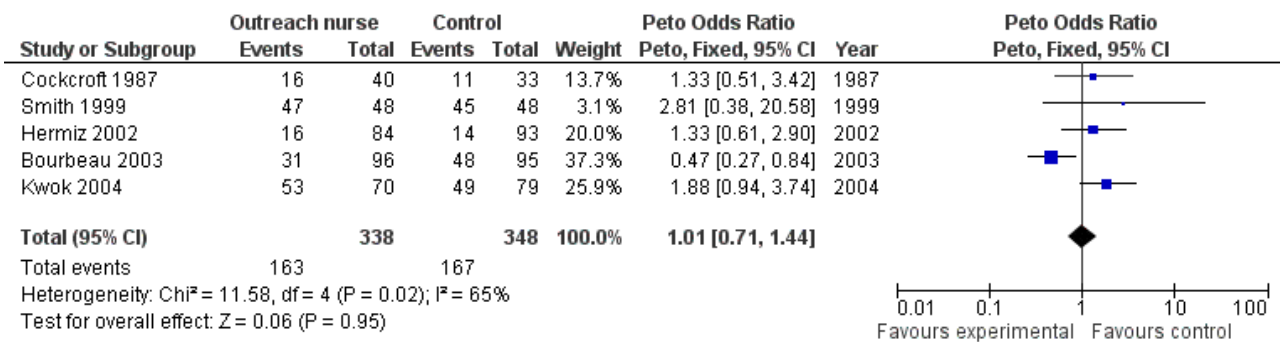 Outreach nurse Control Peto Odds Ratio Peto Odds Ratio
Study or Subgroup Events Total Events Total Weight Peto, Fixed, 95% CI Year Peto, Fixed, 95% CI
Cockcroft 1987 16 40 11 33 13.7% 1.33 [0.51, 3.42] 1987
Smith 1999 47 48 45 48 3.1% 2.81 [0.38, 20.58] 1999
Hermiz 2002 16 84 14 93 20.0% 1.33 [0.61, 2.90] 2002
Bourbeau 2003 31 96 48 95 37.3% 0.47 [0.27, 0.84] 2003
Kwok 2004 53 70 49 79 25.9% 1.88 [0.94, 3.74] 2004
Total (95% CI) 338 348 100.0% 1.01 [0.71, 1.44]
Total events 163 167
Heterogeneity: Chi² = 11.58, df = 4 (P = 0.02); I² = 65%
Test for overall effect: Z = 0.06 (P = 0.95)
0.01 0.1 1 10 100
Favours experimental Favours control